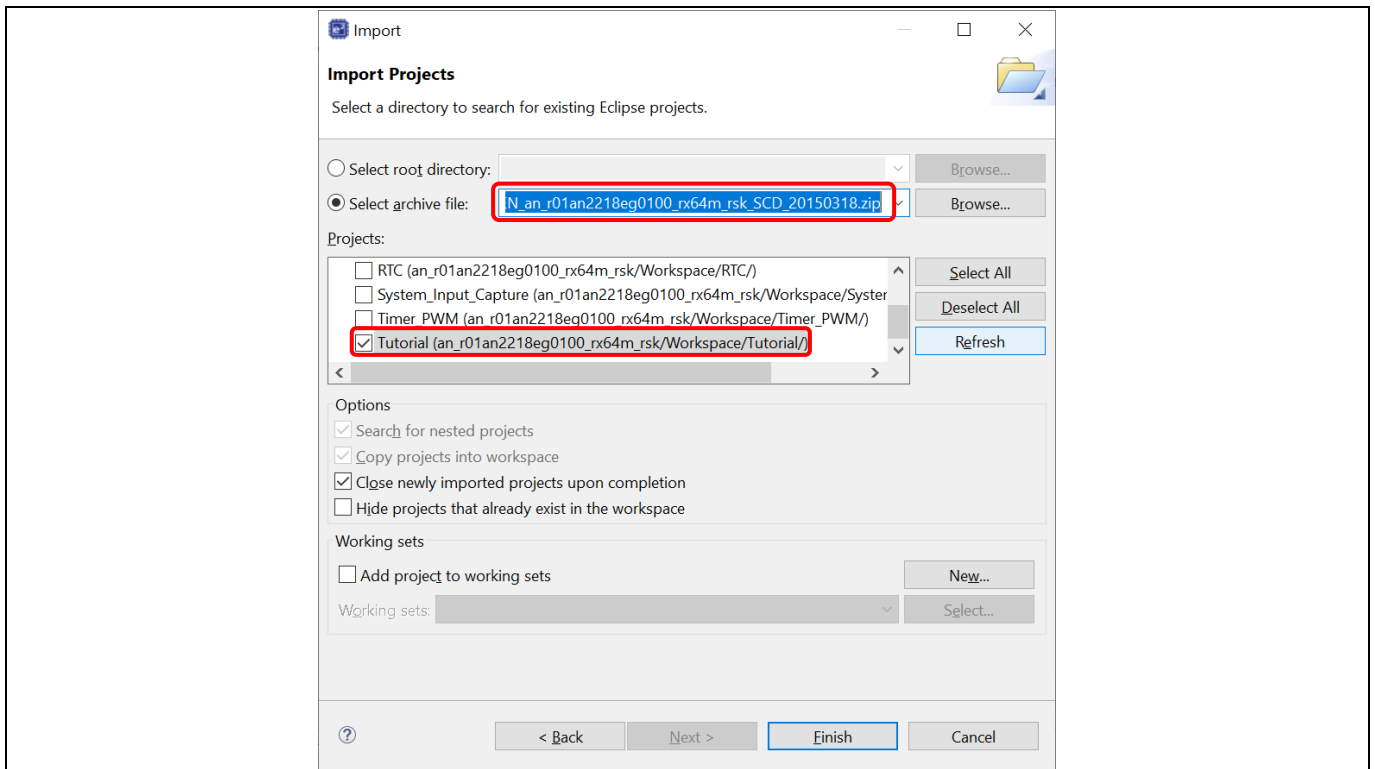 Import
Import Projects
Select a directory to search for existing Eclipse projects.
Select root directory:
Browse...
Select archive file:
N_an_r01an2218eg0100_rx64m_rsk_SCD_20150318.zip
Browse...
Projects:
RTC (an_r01an2218eg0100_rx64m_rsk/Workspace/RTC/)
Select All
System_Input_Capture (an_r01an2218eg0100_rx64m_rsk/Workspace/System
Deselect All
Timer_PWM (an_r01an2218eg0100_rx64m_rsk/Workspace/Timer_PWM/)
Tutorial (an_r01an2218eg0100_rx64m_rsk/Workspace/Tutorial/)
Refresh
Options
Search for nested projects
Copy projects into workspace
Close newly imported projects upon completion
Hide projects that already exist in the workspace
Working sets
Add project to working sets
New...
Working sets:
Select...
< Back
Next >
Finish
Cancel